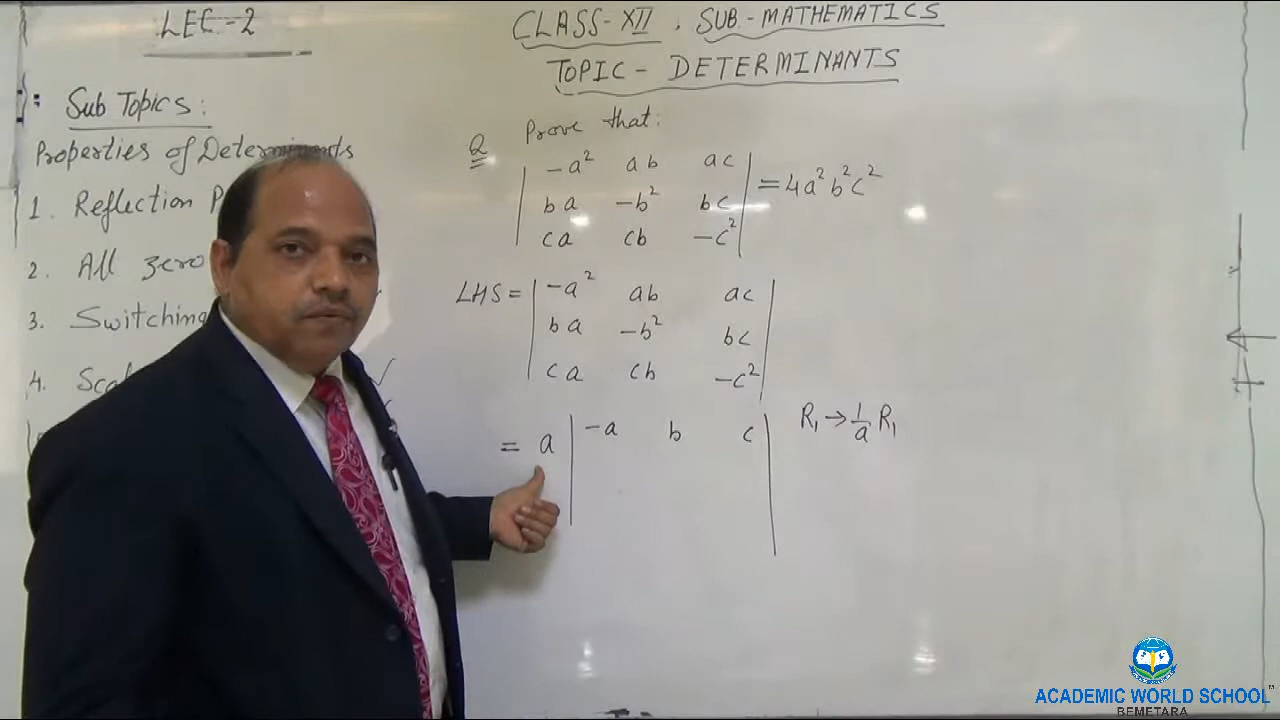 LEC-2
CLASS-XII, SUB-MATHEMATICS
TOPIC- DETERMINANTS
Sub Topics:
Properties of Determinants
1. Reflection P
2. All zero
3. Switching
4.
Q Prove that:
| -a² ab ac |
| ba -b² bc | = 4a²b²c²
| ca cb -c² |
LHS = | -a² ab ac |
| ba -b² bc |
| ca cb -c² |
= a | -a b c | R₁ → 1/a R₁
ACADEMIC WORLD SCHOOL™
BEMETARA